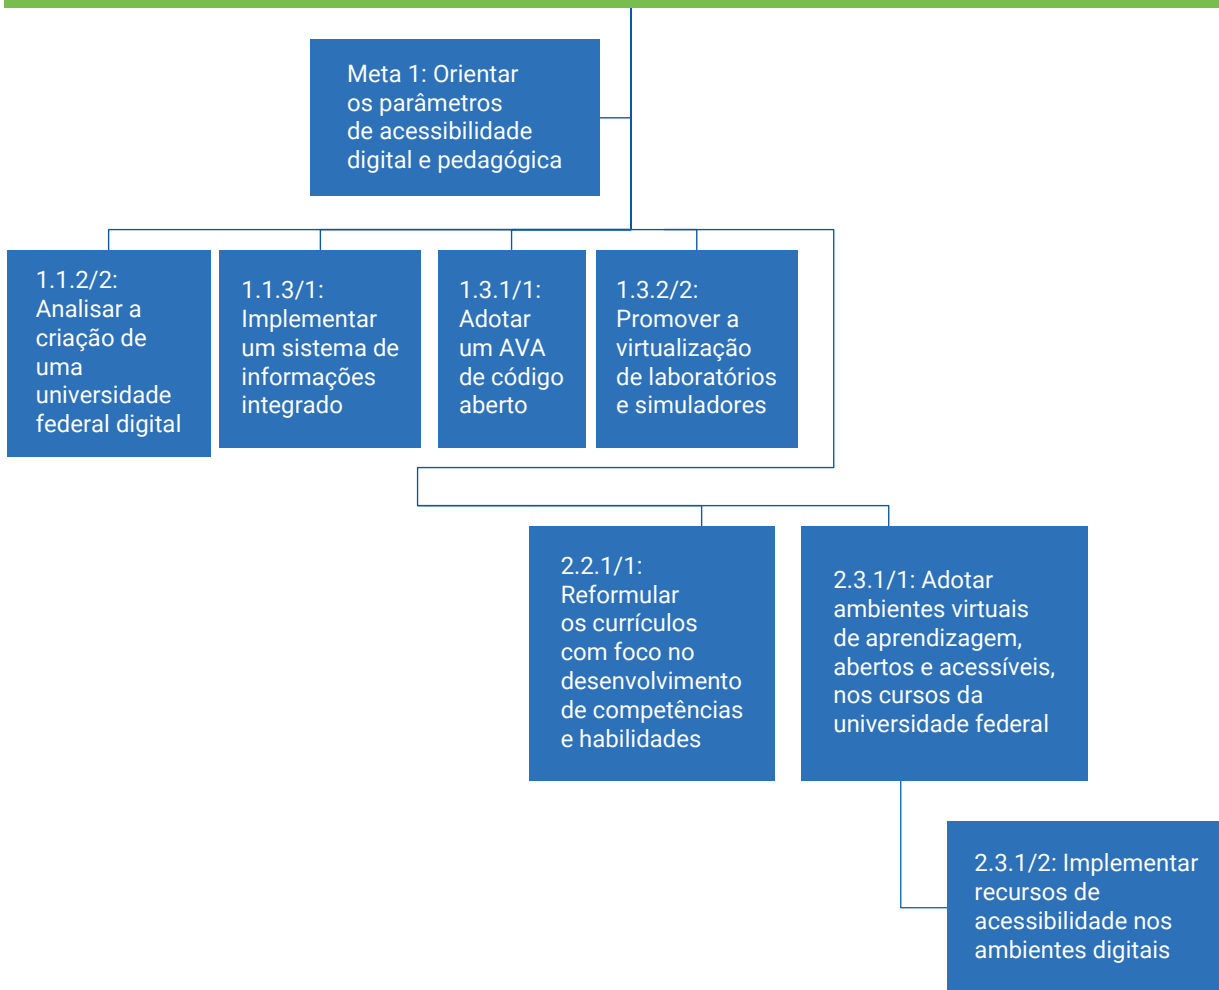 Meta 1: Orientar
os parâmetros
de acessibilidade
digital e pedagógica
1.1.2/2:
Analisar a
criação de
uma
universidade
federal digital
1.1.3/1:
Implementar
um sistema de
informações
integrado
1.3.1/1:
Adotar
um AVA
de código
aberto
1.3.2/2:
Promover a
virtualização
de laboratórios
e simuladores
2.2.1/1:
Reformular
os currículos
com foco no
desenvolvimento
de competências
e habilidades
2.3.1/1: Adotar
ambientes virtuais
de aprendizagem,
abertos e acessíveis,
nos cursos da
universidade federal
2.3.1/2: Implementar
recursos de
acessibilidade nos
ambientes digitais